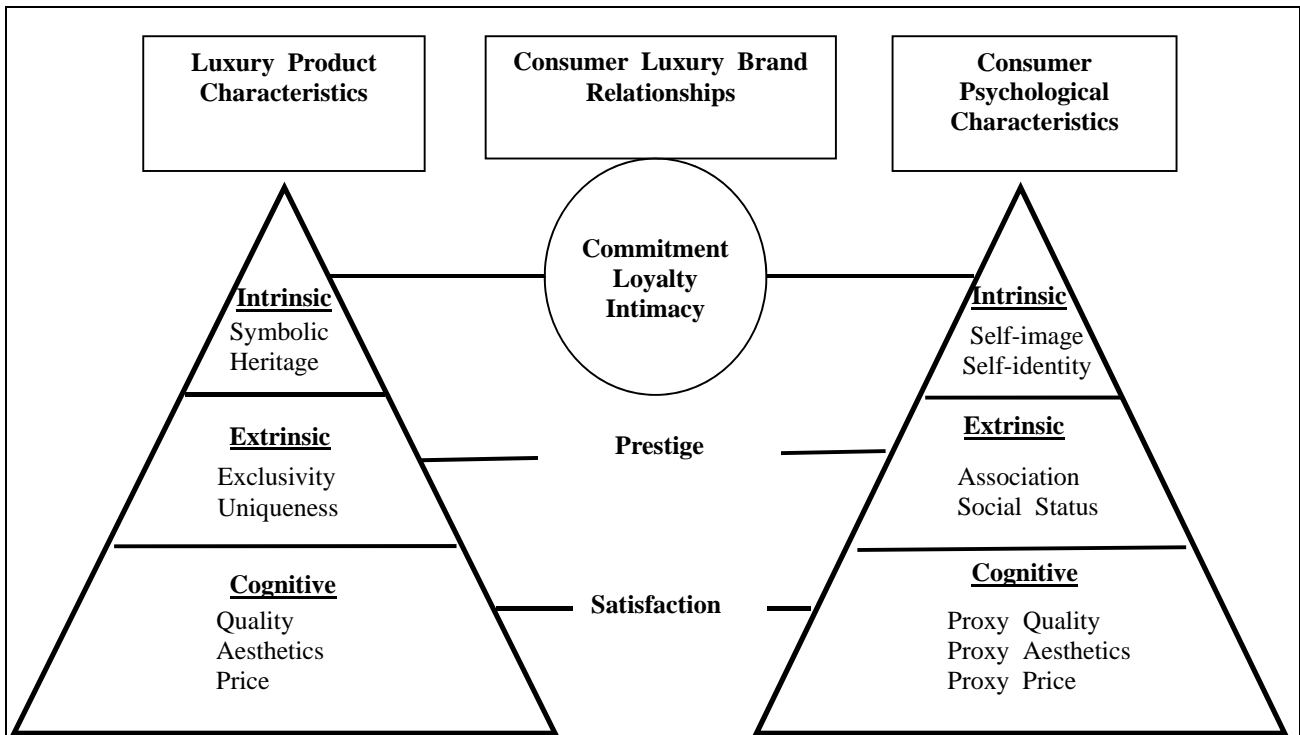 Luxury Product
Characteristics
Consumer Luxury Brand
Relationships
Consumer
Psychological
Characteristics
Intrinsic
Symbolic
Heritage
Extrinsic
Exclusivity
Uniqueness
Cognitive
Quality
Aesthetics
Price
Commitment
Loyalty
Intimacy
Prestige
Satisfaction
Intrinsic
Self-image
Self-identity
Extrinsic
Association
Social Status
Cognitive
Proxy Quality
Proxy Aesthetics
Proxy Price